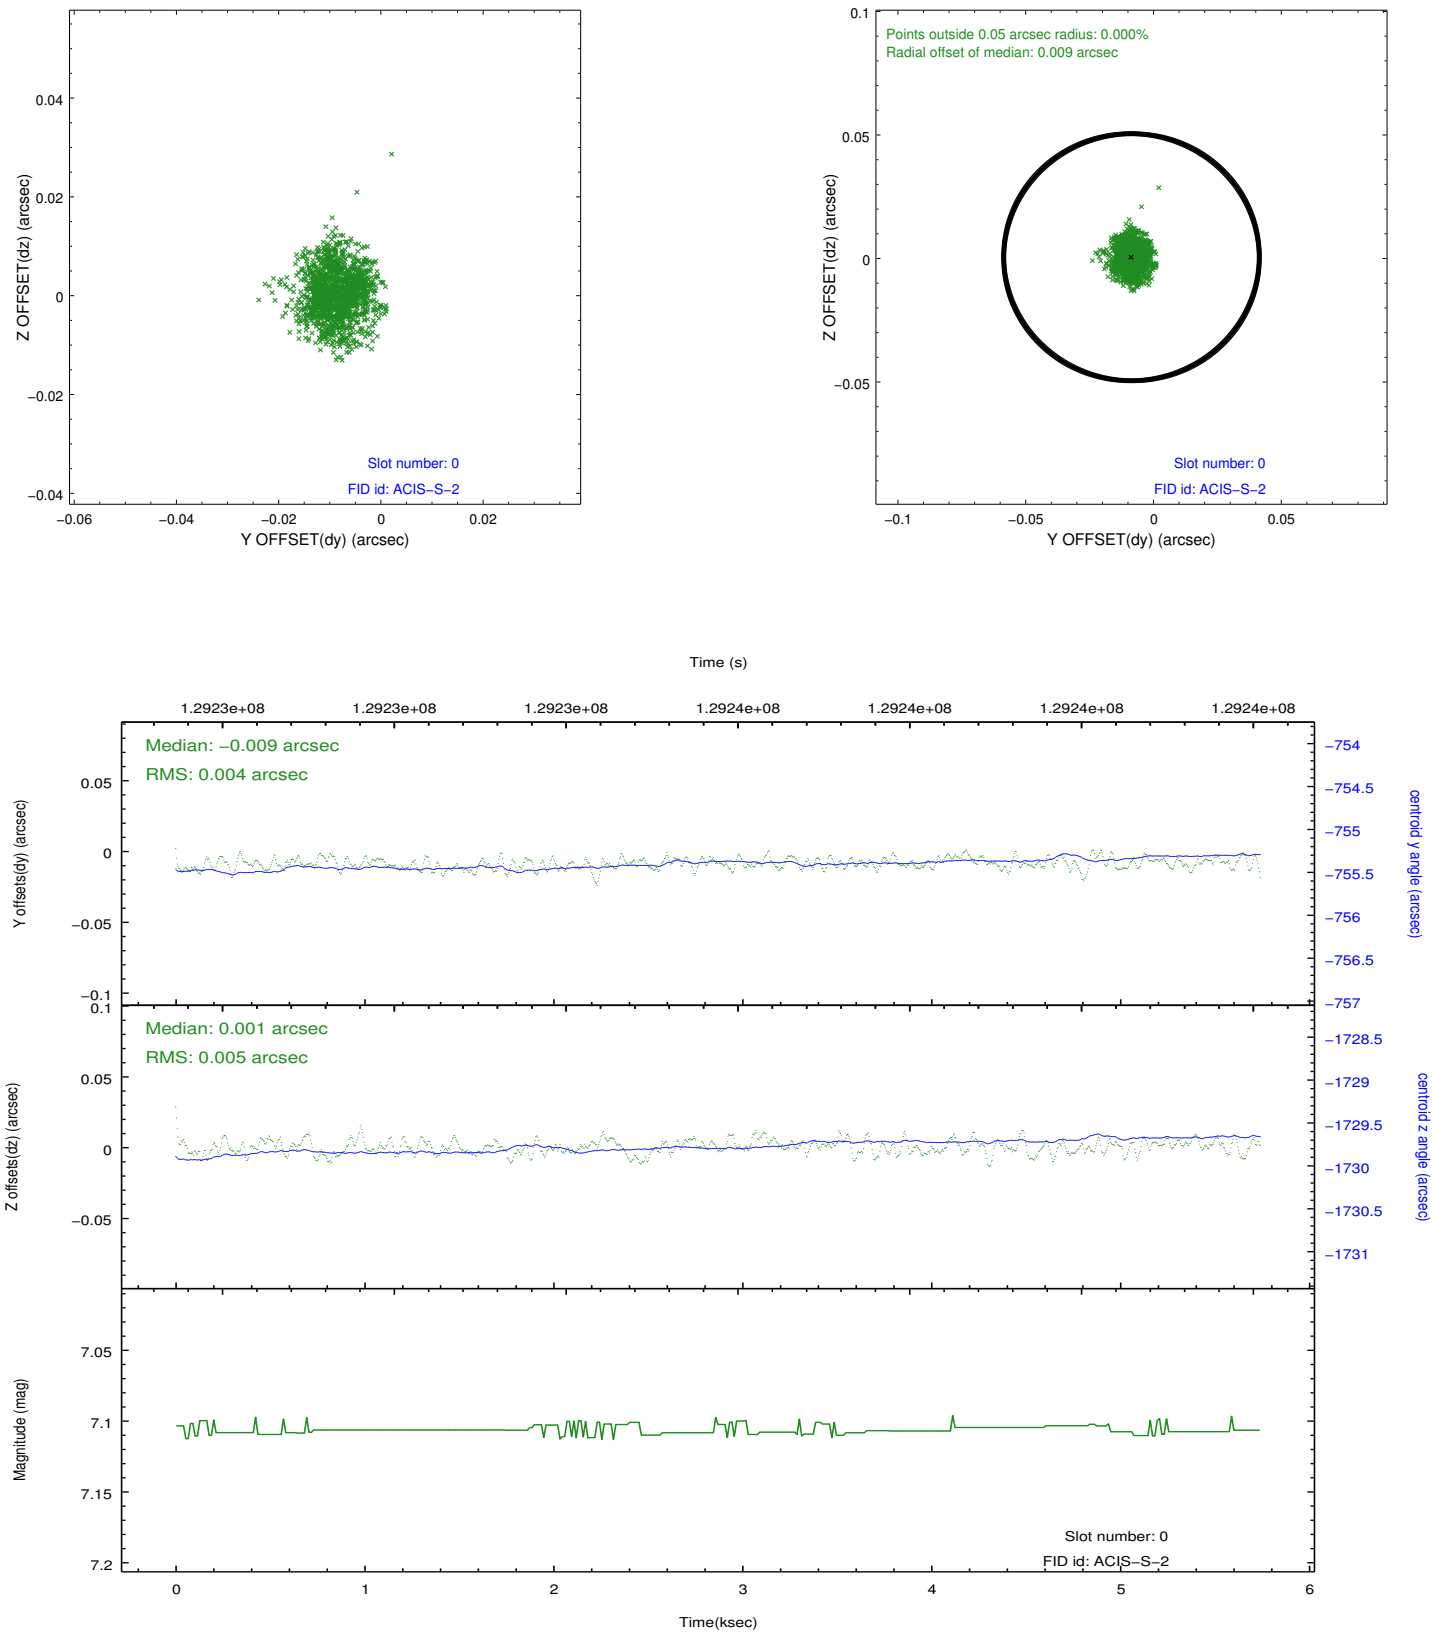 0.04
0.02
0
−0.02
−0.04
Z OFFSET(dz) (arcsec)
Slot number: 0
FID id: ACIS−S−2
−0.06
−0.04
−0.02
0
0.02
Y OFFSET(dy) (arcsec)
0.1
0.05
0
−0.05
Z OFFSET(dz) (arcsec)
Points outside 0.05 arcsec radius: 0.000%
Radial offset of median: 0.009 arcsec
Slot number: 0
FID id: ACIS−S−2
−0.1
−0.05
0
0.05
Y OFFSET(dy) (arcsec)
Time (s)
1.2923e+08
1.2923e+08
1.2923e+08
1.2924e+08
1.2924e+08
1.2924e+08
1.2924e+08
Median: −0.009 arcsec
RMS: 0.004 arcsec
0.05
0
−0.05
−0.1
Y offsets(dy) (arcsec)
−754
−754.5
−755
−755.5
−756
−756.5
−757
centroid y angle (arcsec)
Median: 0.001 arcsec
RMS: 0.005 arcsec
0.1
0.05
0
−0.05
Z offsets(dz) (arcsec)
−1728.5
−1729
−1729.5
−1730
−1730.5
−1731
centroid z angle (arcsec)
7.05
7.1
7.15
7.2
Magnitude (mag)
Slot number: 0
FID id: ACIS−S−2
0
1
2
3
4
5
6
Time(ksec)